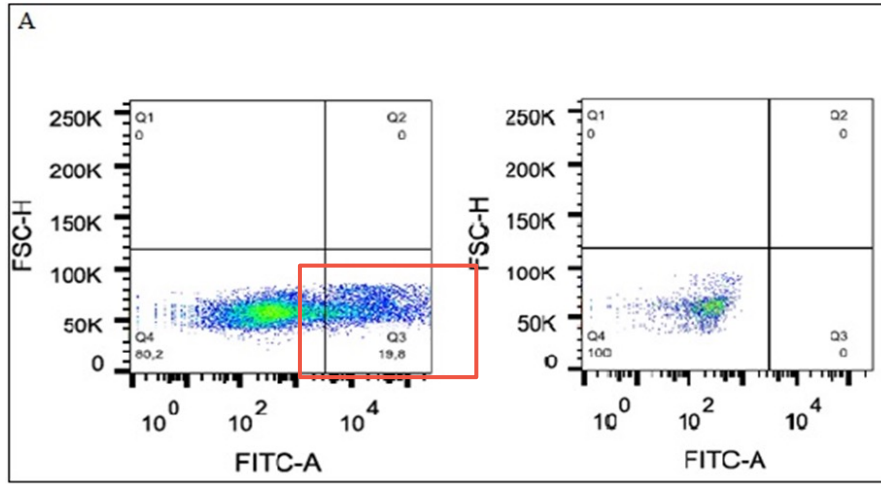 A
250K
200K
150K
100K
50K
0
FSC-H
Q1
0
Q2
0
Q4
80,2
Q3
19,8
10^0
10^2
10^4
FITC-A
250K
200K
150K
100K
50K
0
FSC-H
Q1
0
Q2
0
Q4
100
Q3
0
10^0
10^2
10^4
FITC-A